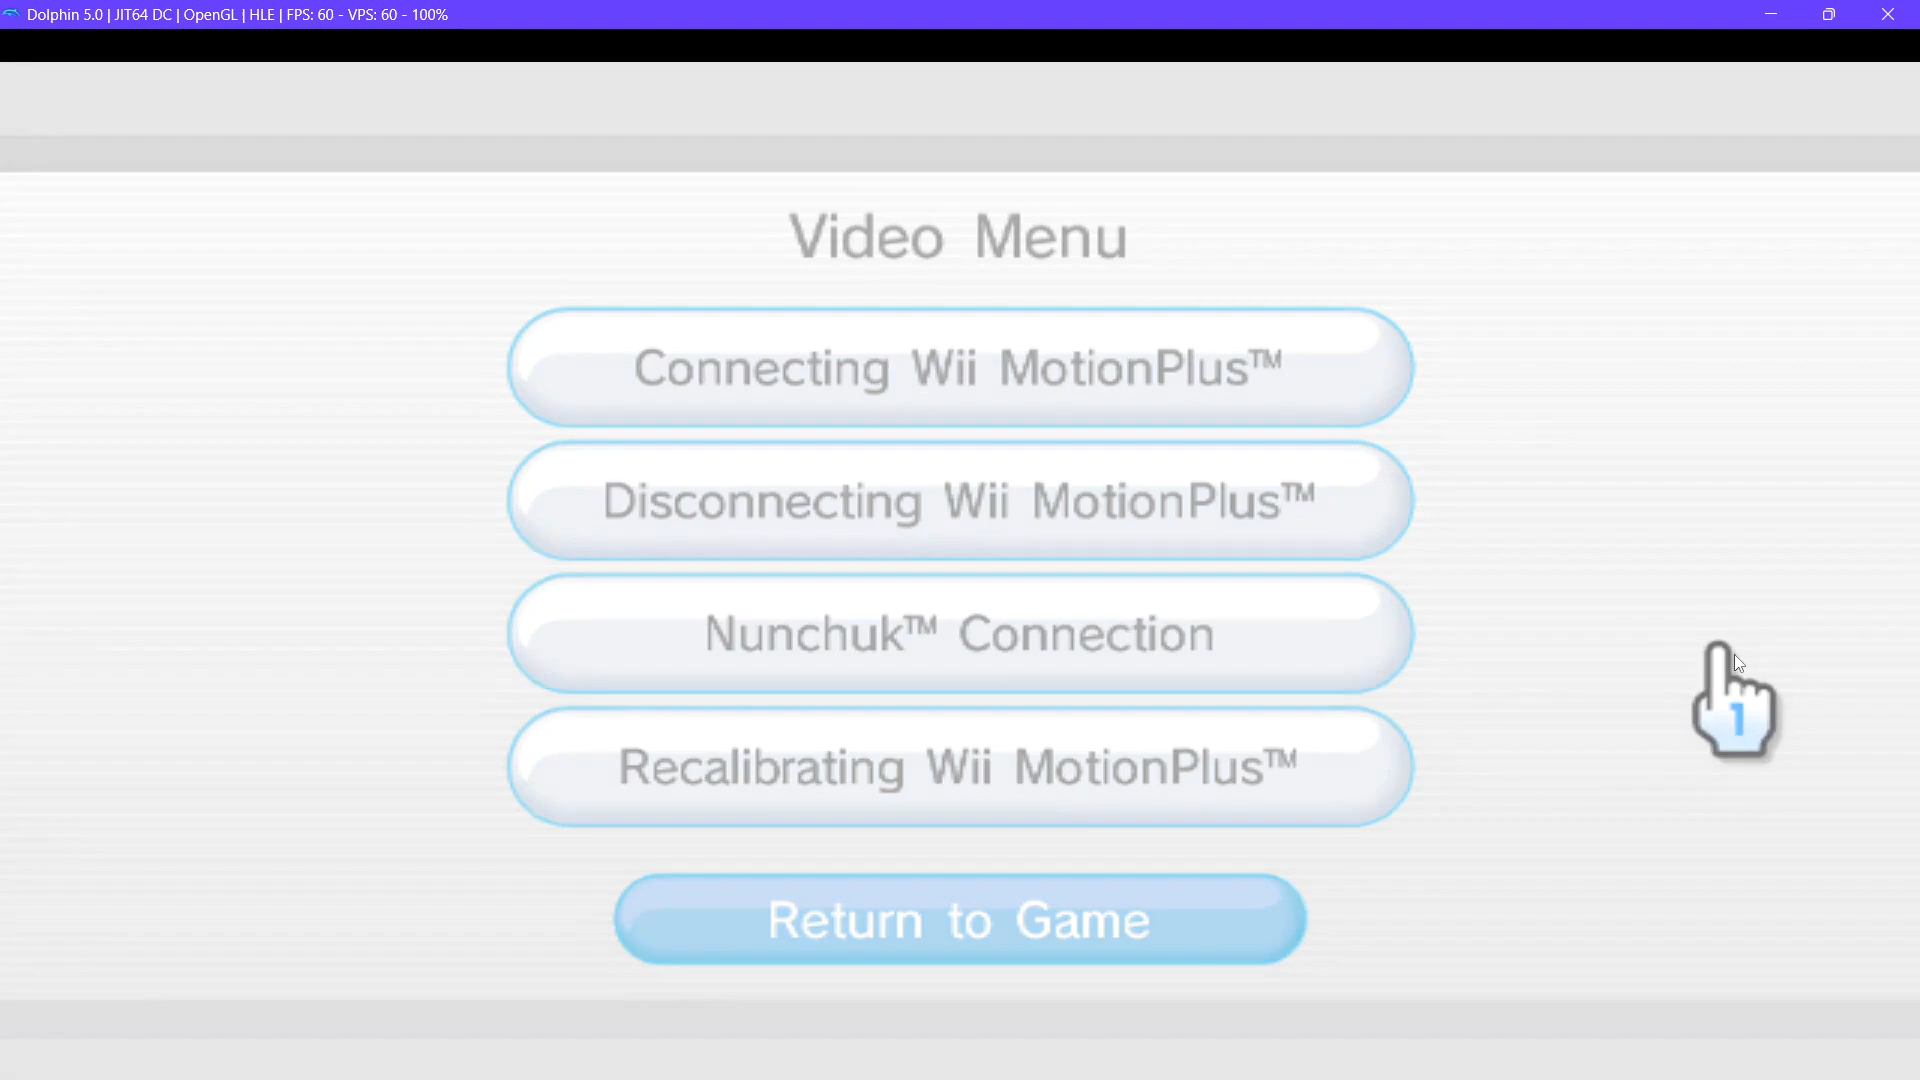 Dolphin 5.0 | JIT64 DC | OpenGL | HLE | FPS: 60 - VPS: 60 - 100%
Video Menu
Connecting Wii MotionPlus™
Disconnecting Wii MotionPlus™
Nunchuk™ Connection
Recalibrating Wii MotionPlus™
1
Return to Game